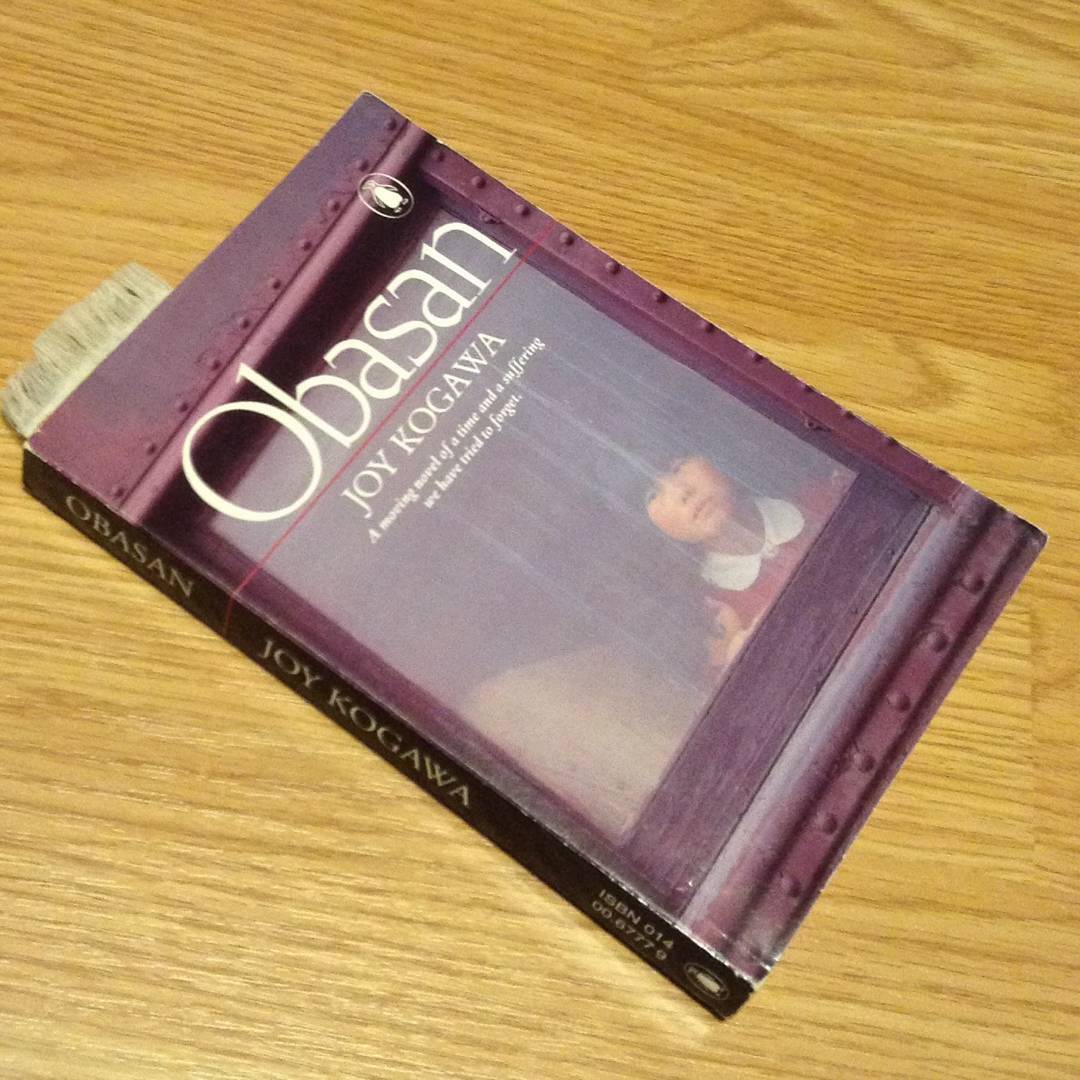 Obasan
JOY KOGAWA
A moving novel of a time and a suffering
we have tried to forget.
OBASAN JOY KOGAWA
ISBN 014
00.6777 9